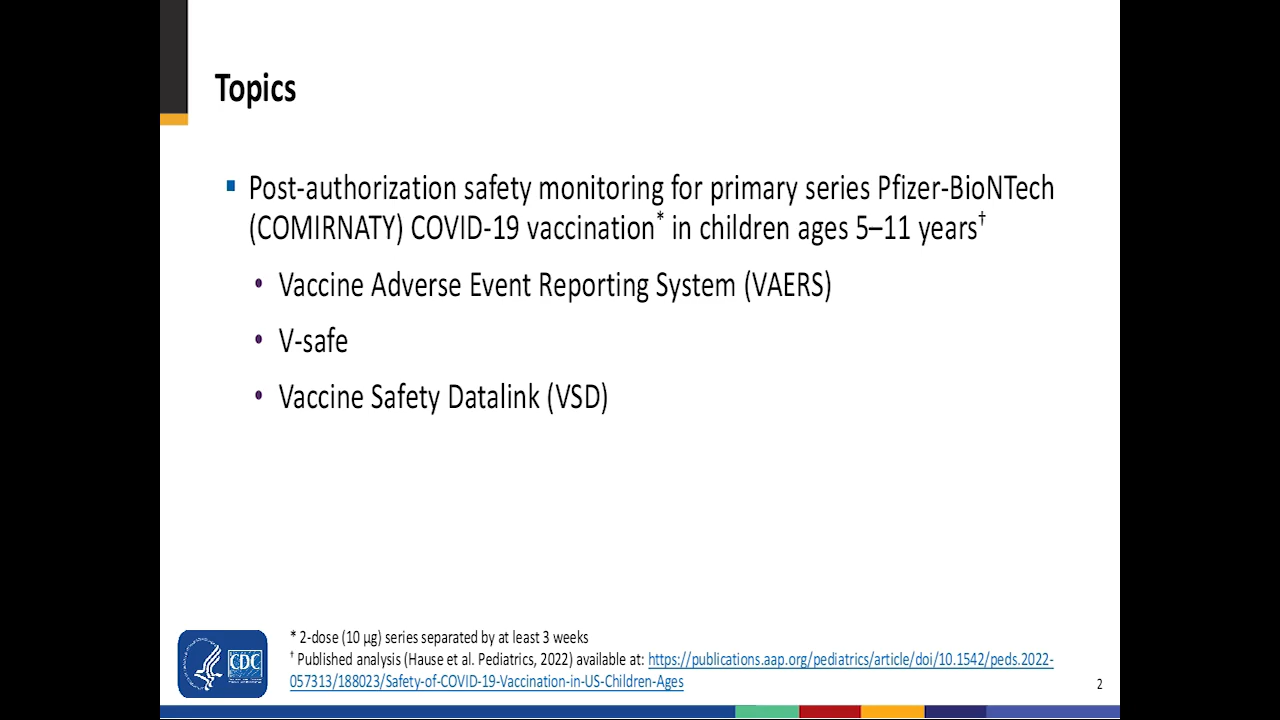 Topics
▪ Post-authorization safety monitoring for primary series Pfizer-BioNTech
(COMIRNATY) COVID-19 vaccination* in children ages 5–11 years†
• Vaccine Adverse Event Reporting System (VAERS)
• V-safe
• Vaccine Safety Datalink (VSD)
* 2-dose (10 µg) series separated by at least 3 weeks
† Published analysis (Hause et al. Pediatrics, 2022) available at: https://publications.aap.org/pediatrics/article/doi/10.1542/peds.2022-
057313/188023/Safety-of-COVID-19-Vaccination-in-US-Children-Ages
CDC
2